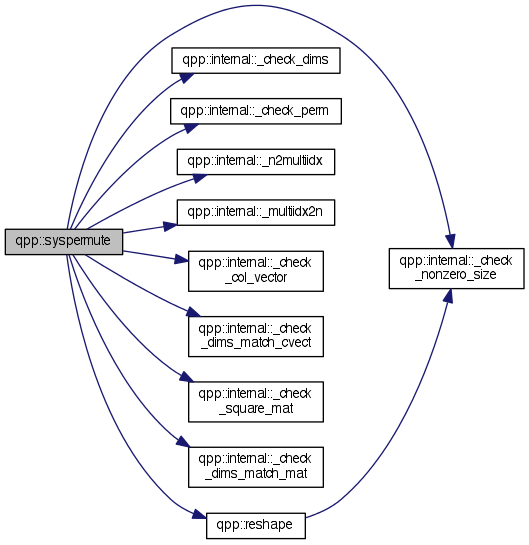 qpp::internal::_check_dims
qpp::internal::_check_perm
qpp::internal::_n2multiidx
qpp::internal::_multiidx2n
qpp::syspermute
qpp::internal::_check
_col_vector
qpp::internal::_check
_nonzero_size
qpp::internal::_check
_dims_match_cvect
qpp::internal::_check
_square_mat
qpp::internal::_check
_dims_match_mat
qpp::reshape